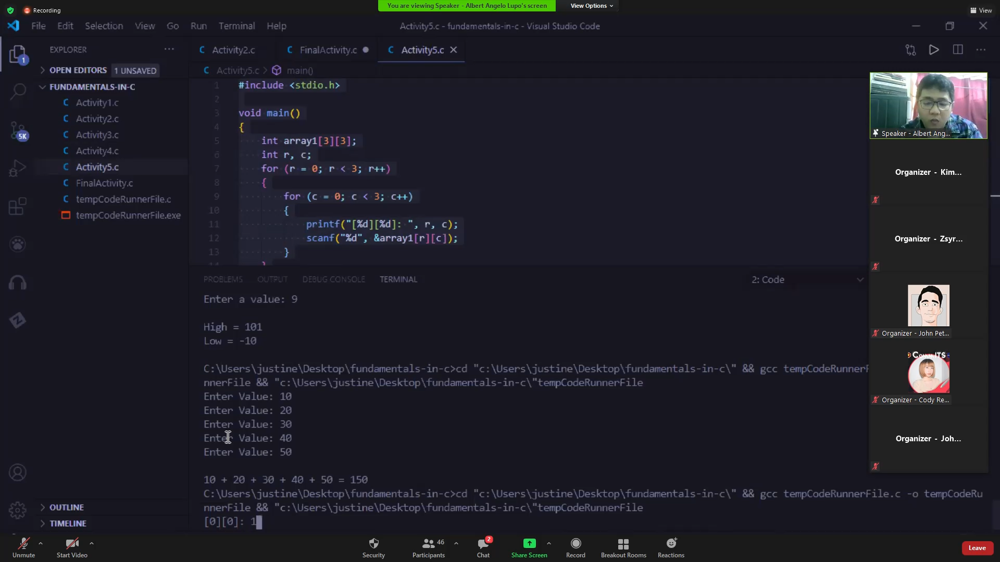 Recording
You are viewing Speaker - Albert Angelo Lupo's screen
View Options
View
File Edit Selection View Go Run Terminal Help
Activity5.c - fundamentals-in-c - Visual Studio Code
EXPLORER
Activity2.c
FinalActivity.c
Activity5.c
1
OPEN EDITORS 1 UNSAVED
Activity5.c > main()
FUNDAMENTALS-IN-C
Activity1.c
Activity2.c
Activity3.c
5K
Activity4.c
Activity5.c
FinalActivity.c
tempCodeRunnerFile.c
tempCodeRunnerFile.exe
OUTLINE
TIMELINE
1 #include <stdio.h>
2
3 void main()
4 {
5 int array1[3][3];
6 int r, c;
7 for (r = 0; r < 3; r++)
8 {
9 for (c = 0; c < 3; c++)
10 {
11 printf("[%d][%d]: ", r, c);
12 scanf("%d", &array1[r][c]);
13 }
14 }
PROBLEMS OUTPUT DEBUG CONSOLE TERMINAL
2: Code
Enter a value: 9
High = 101
Low = -10
C:\Users\justine\Desktop\fundamentals-in-c>cd "c:\Users\justine\Desktop\fundamentals-in-c\" && gcc tempCodeRunnerF
nnerFile && "c:\Users\justine\Desktop\fundamentals-in-c\"tempCodeRunnerFile
Enter Value: 10
Enter Value: 20
Enter Value: 30
Enter Value: 40
Enter Value: 50
10 + 20 + 30 + 40 + 50 = 150
C:\Users\justine\Desktop\fundamentals-in-c>cd "c:\Users\justine\Desktop\fundamentals-in-c\" && gcc tempCodeRunnerFile.c -o tempCodeRu
nnerFile && "c:\Users\justine\Desktop\fundamentals-in-c\"tempCodeRunnerFile
[0][0]: 1
Speaker - Albert Ang...
Organizer - Kim...
Organizer - Zsyr...
Organizer - John Pet...
CommITS
Organizer - Cody Re...
Organizer - Joh...
Unmute
Start Video
Security
Participants 46
Chat 2
Share Screen
Record
Breakout Rooms
Reactions
Leave